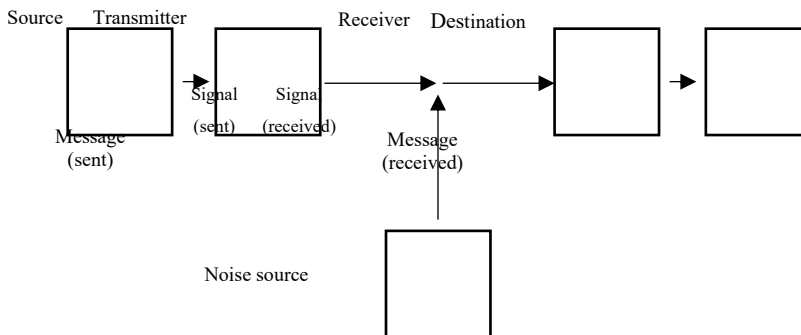 Source Transmitter Receiver Destination
Signal Signal
(sent) (received)
Message
(sent)
Message
(received)
Noise source